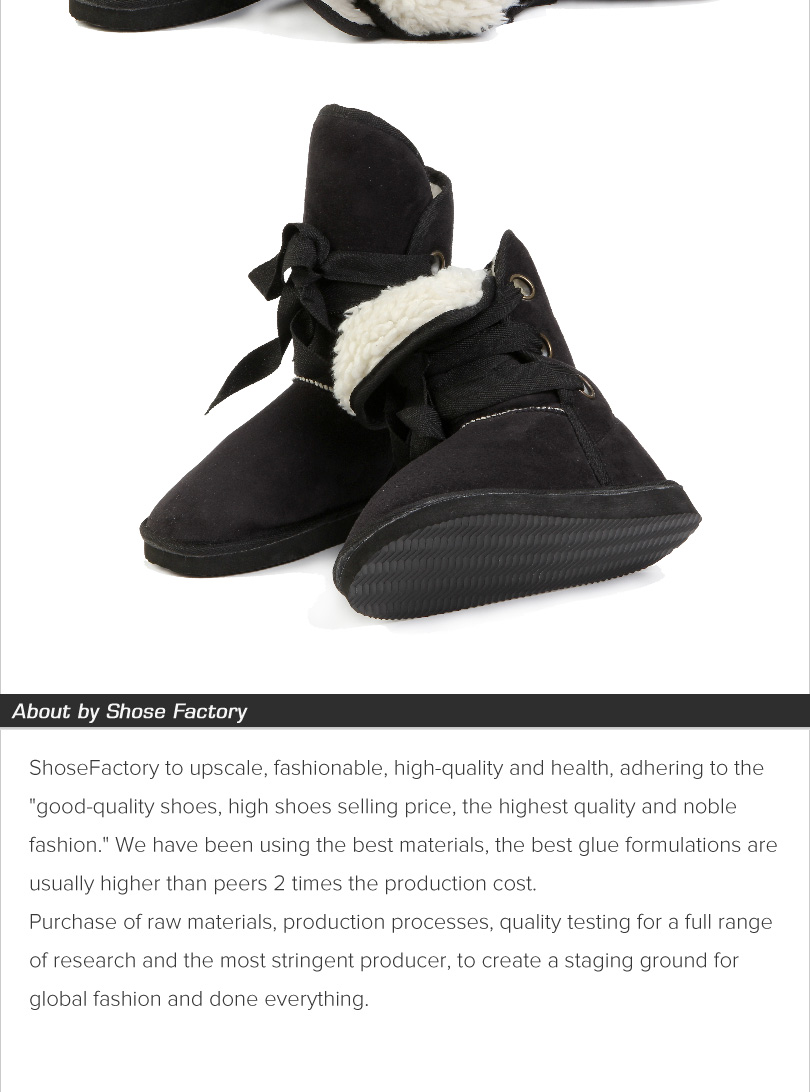 About by Shose Factory
ShoseFactory to upscale, fashionable, high-quality and health, adhering to the
"good-quality shoes, high shoes selling price, the highest quality and noble
fashion." We have been using the best materials, the best glue formulations are
usually higher than peers 2 times the production cost.
Purchase of raw materials, production processes, quality testing for a full range
of research and the most stringent producer, to create a staging ground for
global fashion and done everything.